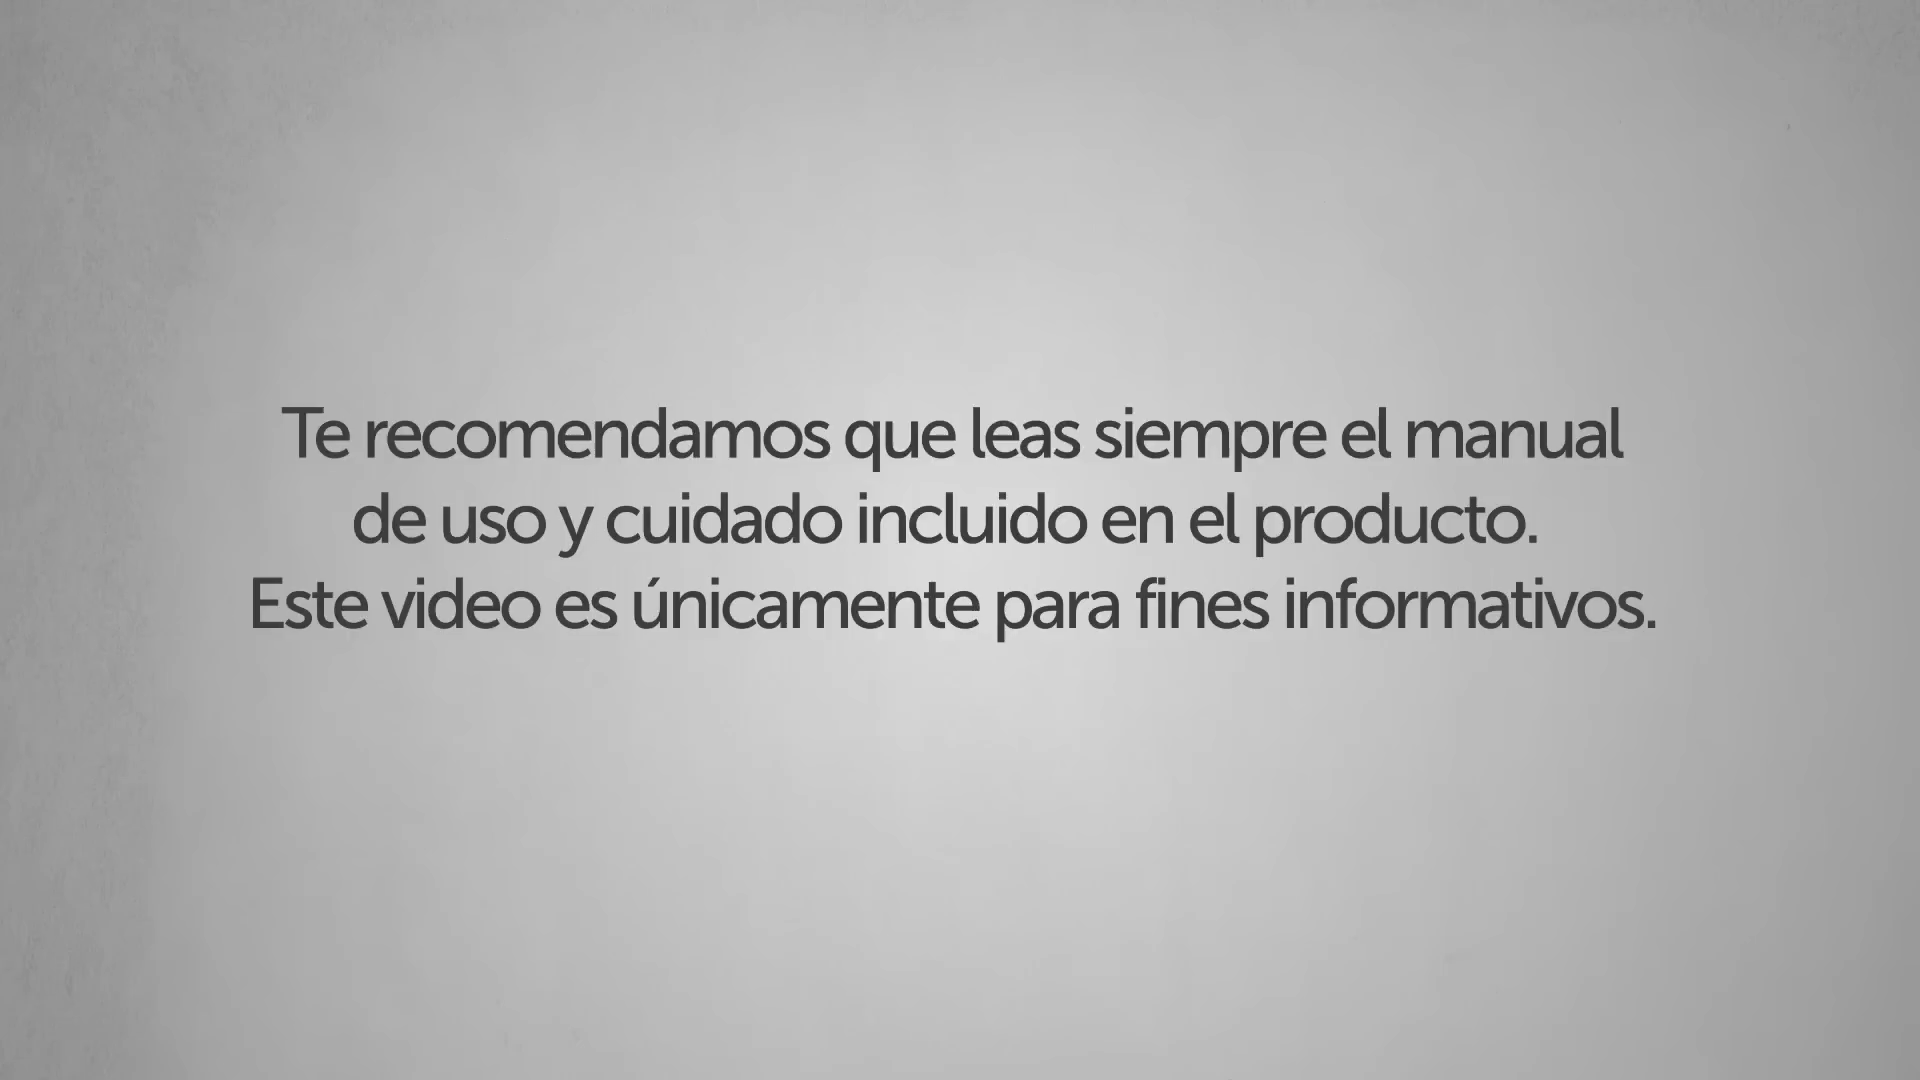 Te recomendamos que leas siempre el manual
de uso y cuidado incluido en el producto.
Este video es únicamente para fines informativos.